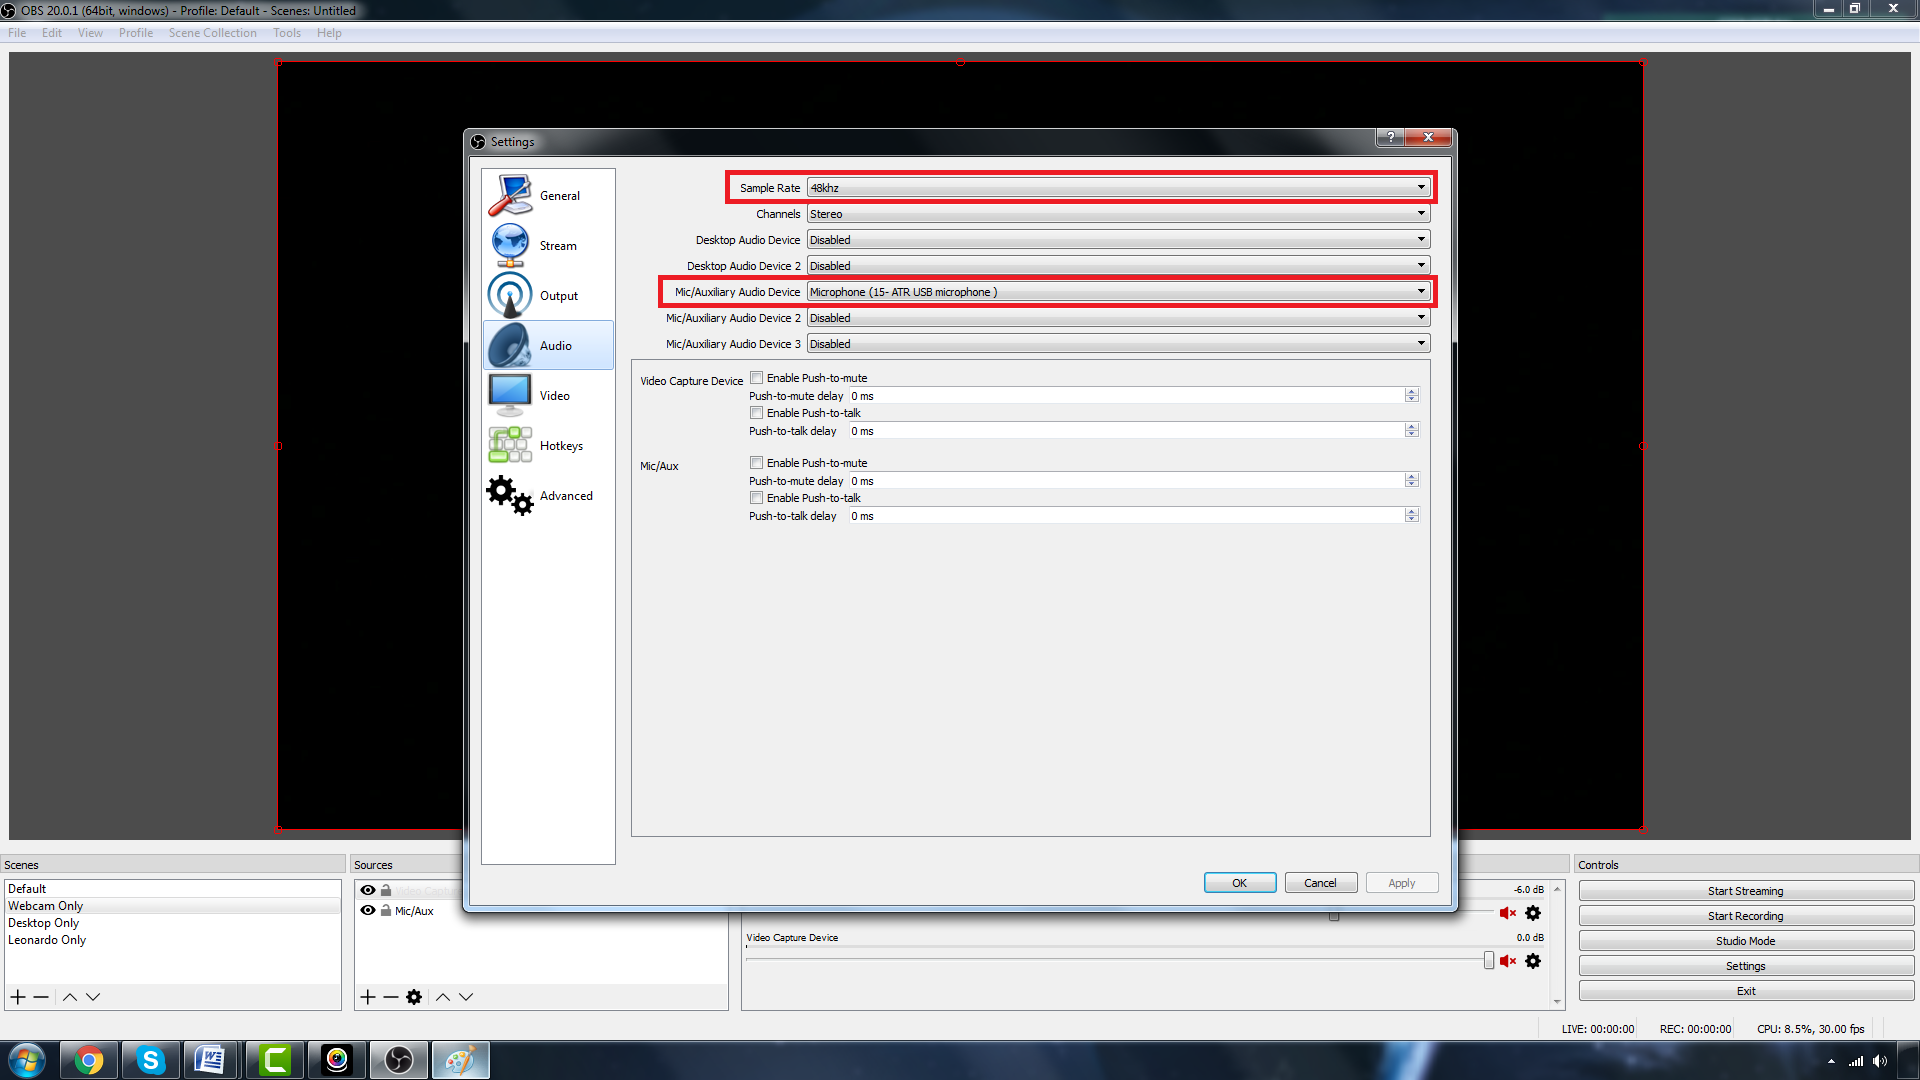 OBS 20.0.1 (64bit, windows) - Profile: Default - Scenes: Untitled
File Edit View Profile Scene Collection Tools Help
Settings
?
General
Stream
Output
Audio
Video
Hotkeys
Advanced
Sample Rate 48khz
Channels Stereo
Desktop Audio Device Disabled
Desktop Audio Device 2 Disabled
Mic/Auxiliary Audio Device Microphone (15- ATR USB microphone )
Mic/Auxiliary Audio Device 2 Disabled
Mic/Auxiliary Audio Device 3 Disabled
Video Capture Device Enable Push-to-mute
Push-to-mute delay 0 ms
Enable Push-to-talk
Push-to-talk delay 0 ms
Mic/Aux Enable Push-to-mute
Push-to-mute delay 0 ms
Enable Push-to-talk
Push-to-talk delay 0 ms
OK Cancel Apply
Scenes
Default
Webcam Only
Desktop Only
Leonardo Only
Sources
Video Capture
Mic/Aux
-6.0 dB
Video Capture Device 0.0 dB
Controls
Start Streaming
Start Recording
Studio Mode
Settings
Exit
LIVE: 00:00:00 REC: 00:00:00 CPU: 8.5%, 30.00 fps